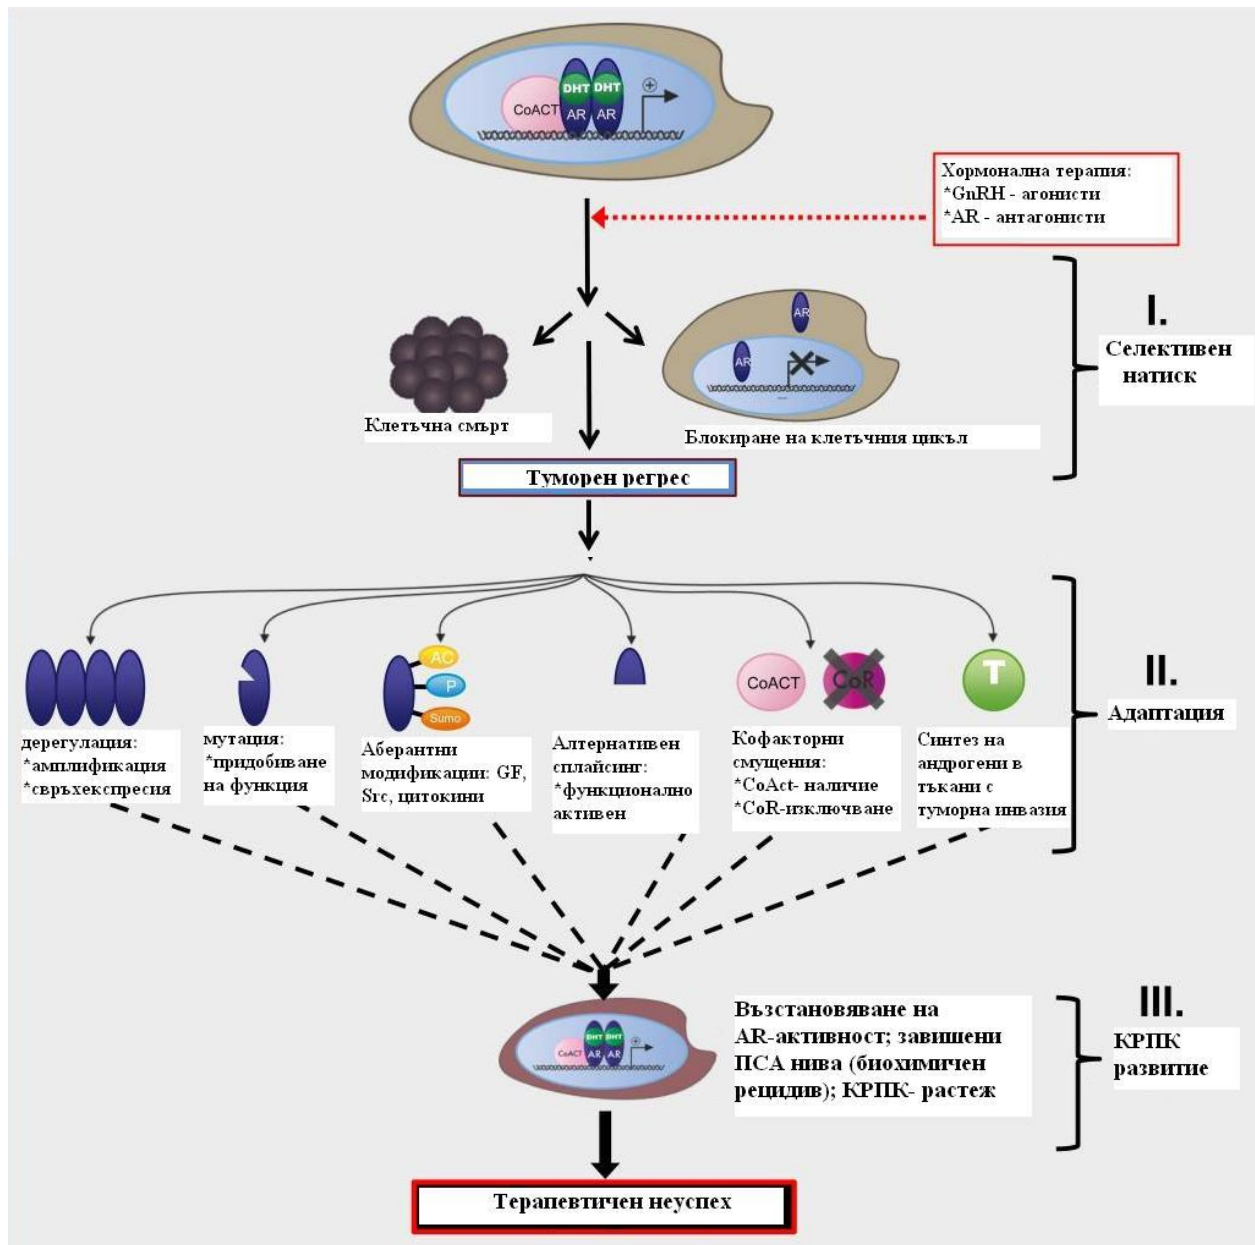 CoACT
DHT
DHT
AR
AR
Хормонална терапия:
*GnRH - агонисти
*AR - антагонисти
I.
Селективен
натиск
AR
AR
Клетъчна смърт
Блокиране на клетъчния цикъл
Туморен регрес
AC
P
Sumo
CoACT
CoR
T
II.
Адаптация
дерегулация:
*амплификация
*свръхекспресия
мутация:
*придобиване
на функция
Аберантни
модификации: GF,
Src, цитокини
Алтернативен
сплайсинг:
*функционално
активен
Кофакторни
смущения:
*CoAct- наличие
*CoR-изключване
Синтез на
андрогени в
тъкани с
туморна инвазия
CoACT
DHT
DHT
AR
AR
Възстановяване на
AR-активност; завишени
ПСА нива (биохимичен
рецидив); КРПК- растеж
III.
КРПК
развитие
Терапевтичен неуспех